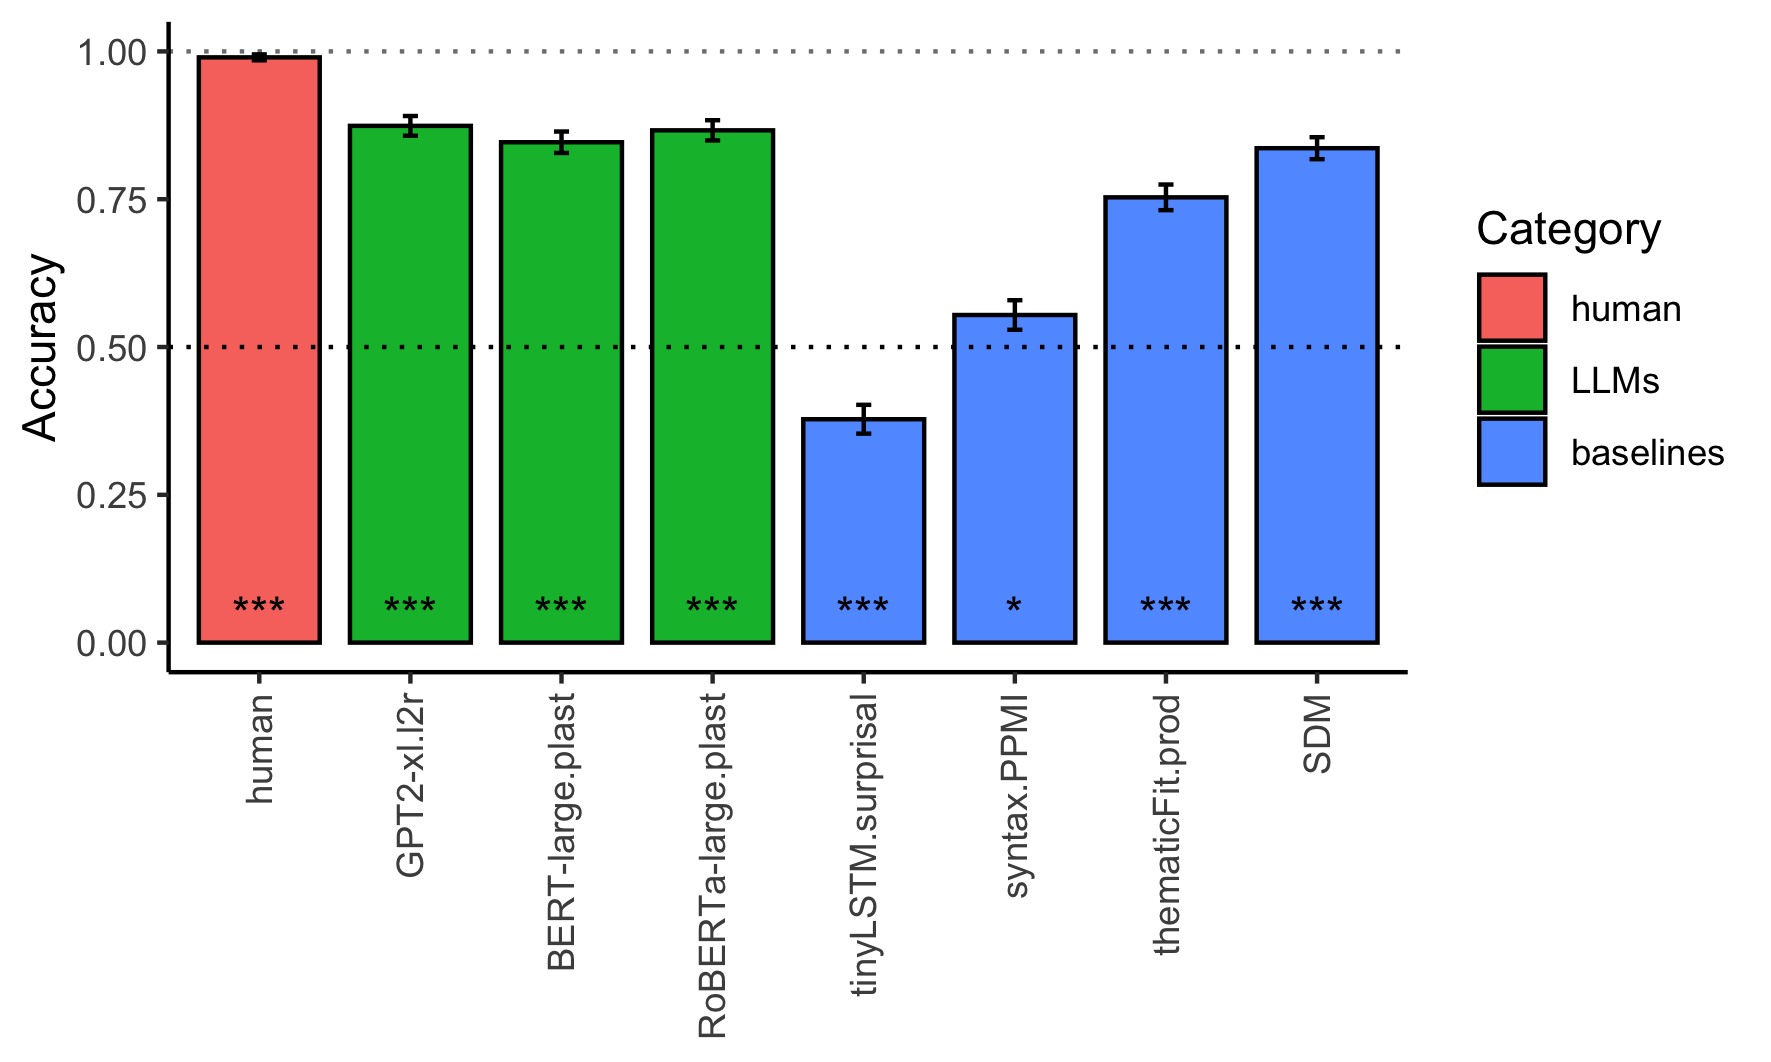 Accuracy
1.00
0.75
0.50
0.25
0.00
***
***
***
***
***
*
***
***
human
GPT2-xl.l2r
BERT-large.plast
RoBERTa-large.plast
tinyLSTM.surprisal
syntax.PPMI
thematicFit.prod
SDM
Category
human
LLMs
baselines